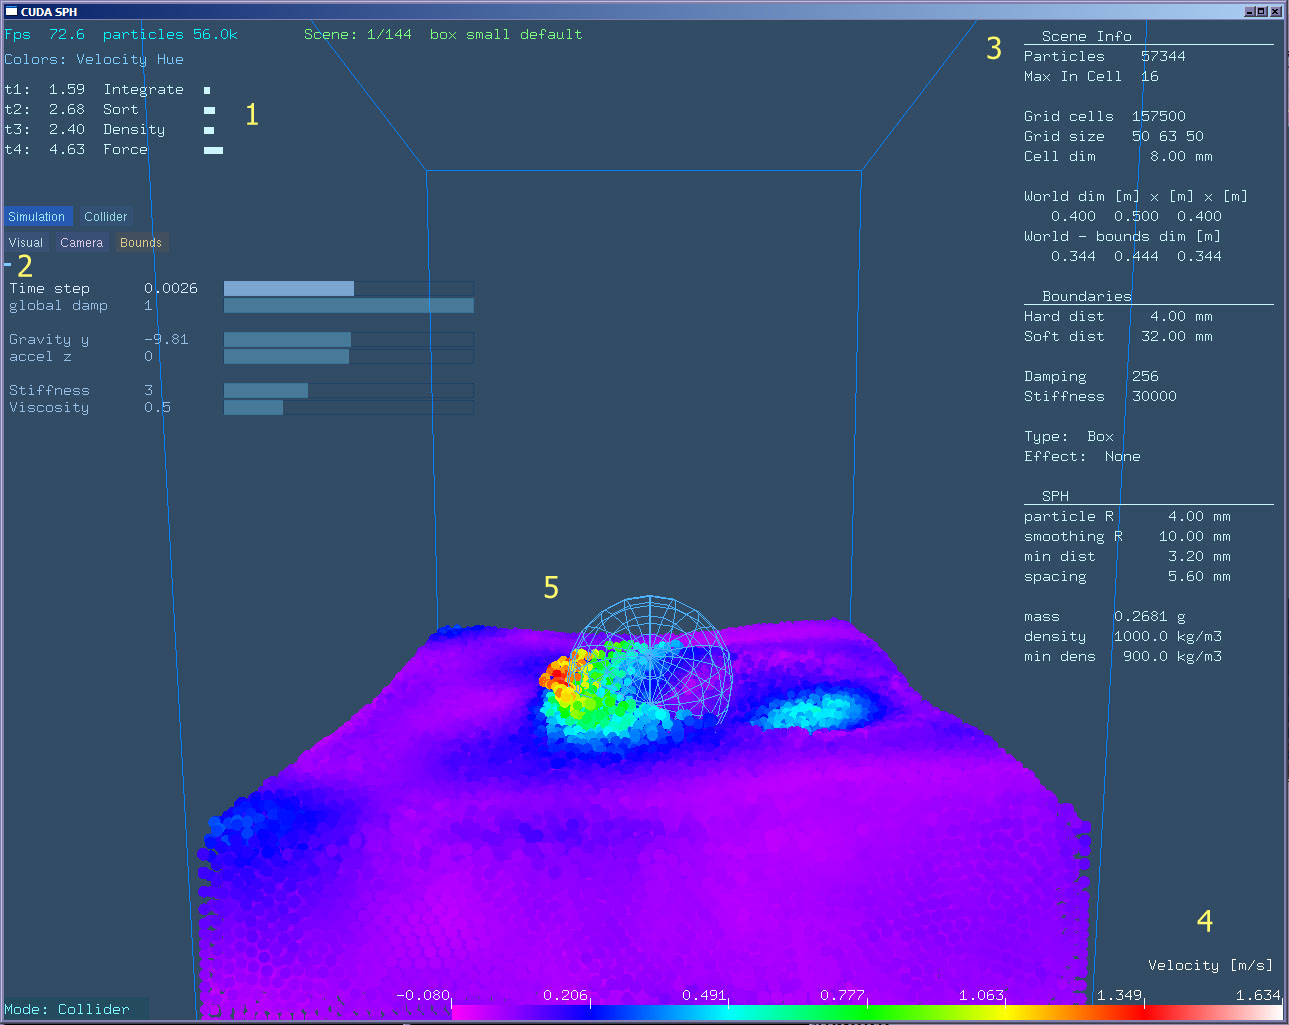 CUDA SPH
Fps 72.6 particles 56.0k Scene: 1/144 box small default
Colors: Velocity Hue
t1: 1.59 Integrate
t2: 2.68 Sort
t3: 2.40 Density
t4: 4.63 Force
1
Simulation Collider
Visual Camera Bounds
2
Time step 0.0026
global damp 1
Gravity y -9.81
accel z 0
Stiffness 3
Viscosity 0.5
3
Scene Info
Particles 57344
Max In Cell 16
Grid cells 157500
Grid size 50 63 50
Cell dim 8.00 mm
World dim [m] x [m] x [m]
0.400 0.500 0.400
World - bounds dim [m]
0.344 0.444 0.344
Boundaries
Hard dist 4.00 mm
Soft dist 32.00 mm
Damping 256
Stiffness 30000
Type: Box
Effect: None
SPH
particle R 4.00 mm
smoothing R 10.00 mm
min dist 3.20 mm
spacing 5.60 mm
mass 0.2681 g
density 1000.0 kg/m3
min dens 900.0 kg/m3
5
4
Velocity [m/s]
-0.080 0.206 0.491 0.777 1.063 1.349 1.634
Mode: Collider